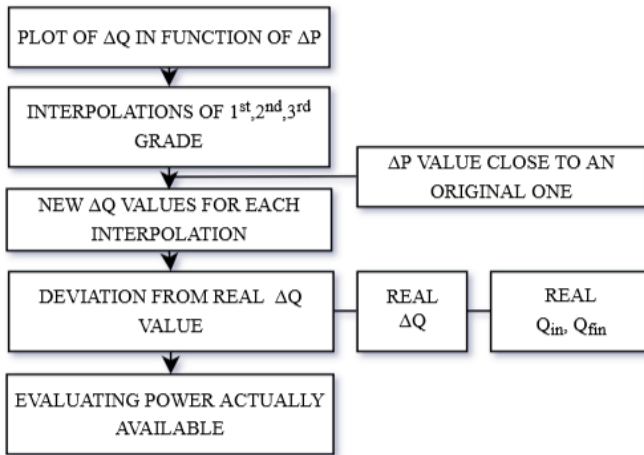 PLOT OF ΔQ IN FUNCTION OF ΔP
INTERPOLATIONS OF 1st,2nd,3rd
GRADE
ΔP VALUE CLOSE TO AN
ORIGINAL ONE
NEW ΔQ VALUES FOR EACH
INTERPOLATION
DEVIATION FROM REAL ΔQ
VALUE
REAL
ΔQ
REAL
Qin, Qfin
EVALUATING POWER ACTUALLY
AVAILABLE